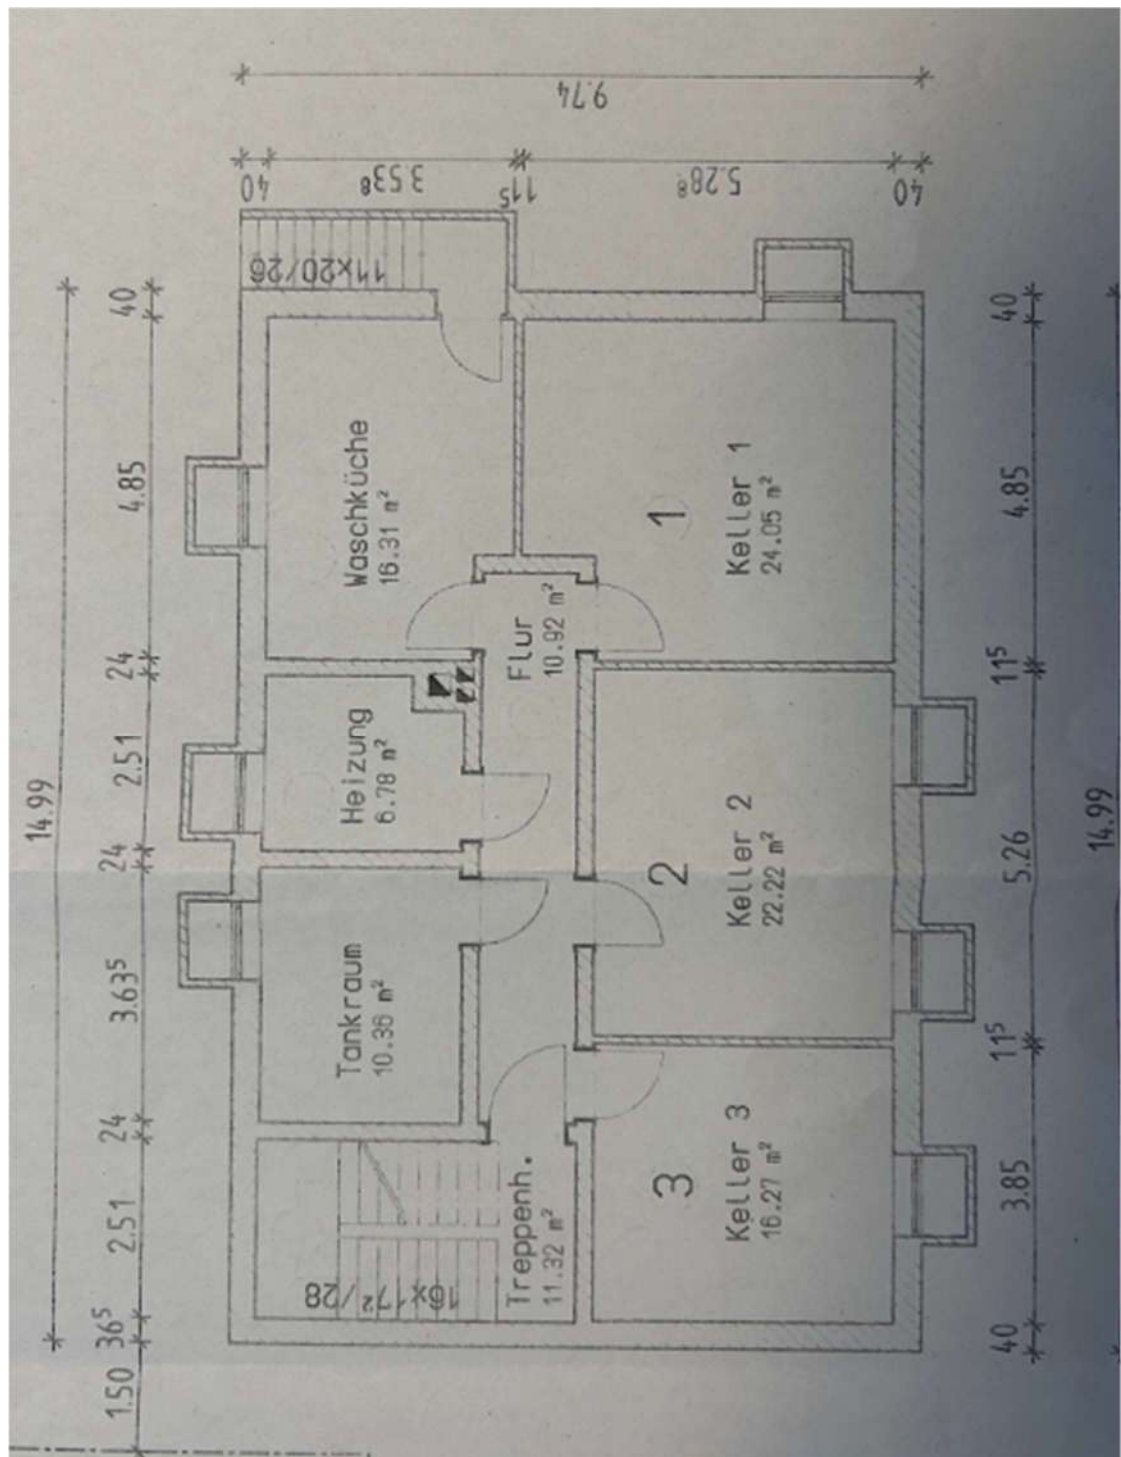 9.74
40
3.53⁸
11⁵
5.28⁸
40
11x20/26
14.99
40
4.85
24
2.51
24
3.63⁵
24
2.51
36⁵
1.50
Waschküche
16.31 m²
Heizung
6.78 m²
Tankraum
10.36 m²
Flur
10.92 m²
Treppenh.
11.32 m²
16x17²/28
1
Keller 1
24.05 m²
2
Keller 2
22.22 m²
3
Keller 3
16.27 m²
40
4.85
11⁵
5.26
11⁵
3.85
40
14.99